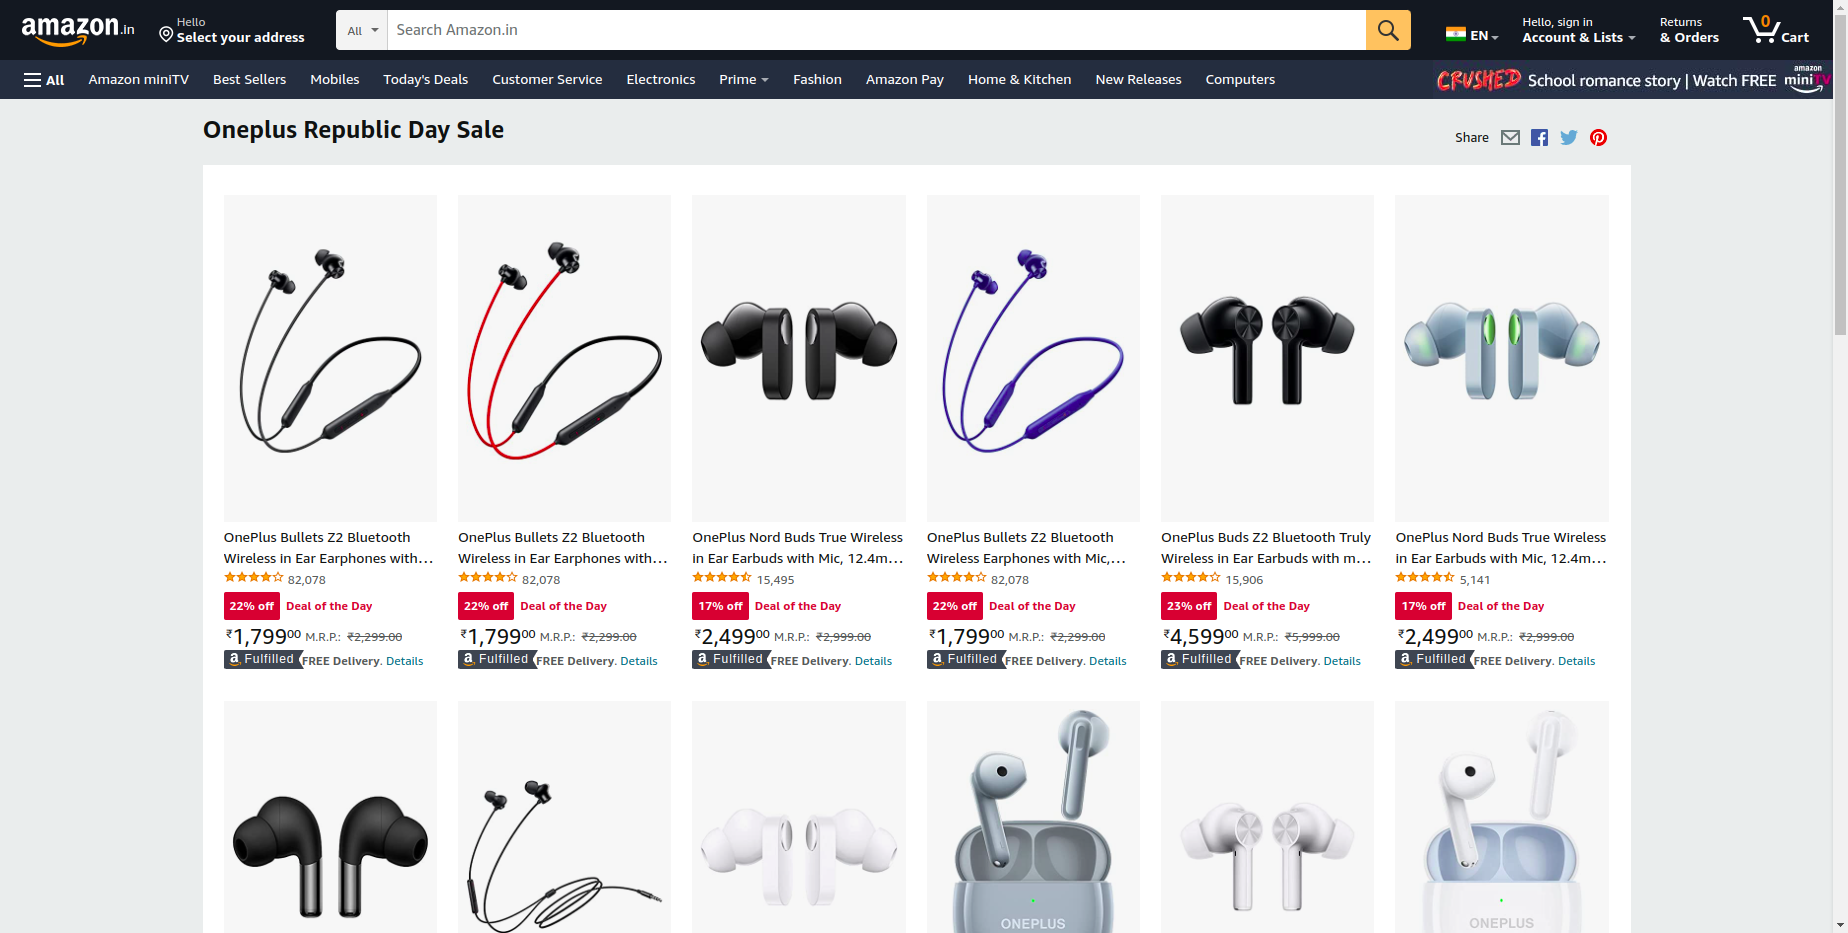 amazon.in
Hello
Select your address
All
Search Amazon.in
EN
Hello, sign in
Account & Lists
Returns
& Orders
0
Cart
All
Amazon miniTV
Best Sellers
Mobiles
Today's Deals
Customer Service
Electronics
Prime
Fashion
Amazon Pay
Home & Kitchen
New Releases
Computers
CRUSHED School romance story | Watch FREE amazon miniTV
Oneplus Republic Day Sale
Share
OnePlus Bullets Z2 Bluetooth
Wireless in Ear Earphones with...
82,078
22% off Deal of the Day
₹1,79900 M.R.P.: ₹2,299.00
a Fulfilled FREE Delivery. Details
OnePlus Bullets Z2 Bluetooth
Wireless in Ear Earphones with...
82,078
22% off Deal of the Day
₹1,79900 M.R.P.: ₹2,299.00
a Fulfilled FREE Delivery. Details
OnePlus Nord Buds True Wireless
in Ear Earbuds with Mic, 12.4m...
15,495
17% off Deal of the Day
₹2,49900 M.R.P.: ₹2,999.00
a Fulfilled FREE Delivery. Details
OnePlus Bullets Z2 Bluetooth
Wireless Earphones with Mic,...
82,078
22% off Deal of the Day
₹1,79900 M.R.P.: ₹2,299.00
a Fulfilled FREE Delivery. Details
OnePlus Buds Z2 Bluetooth Truly
Wireless in Ear Earbuds with m...
15,906
23% off Deal of the Day
₹4,59900 M.R.P.: ₹5,999.00
a Fulfilled FREE Delivery. Details
OnePlus Nord Buds True Wireless
in Ear Earbuds with Mic, 12.4m...
5,141
17% off Deal of the Day
₹2,49900 M.R.P.: ₹2,999.00
a Fulfilled FREE Delivery. Details
ONEPLUS
ONEPLUS